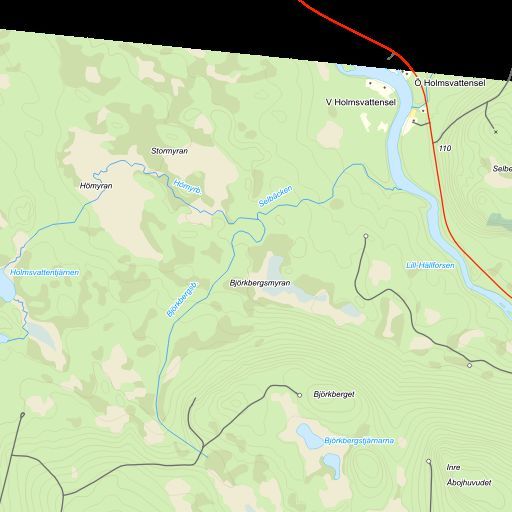 Ö Holmsvattensel
V Holmsvattensel
110
Stormyran
Selbe
Hömyran
Hömyrb.
Selbäcken
Lill-Hällforsen
Holmsvattentjärnen
Björkbergsmyran
Björkbergsb.
Björkberget
Björkbergstjärnarna
Inre
Åbojhuvudet